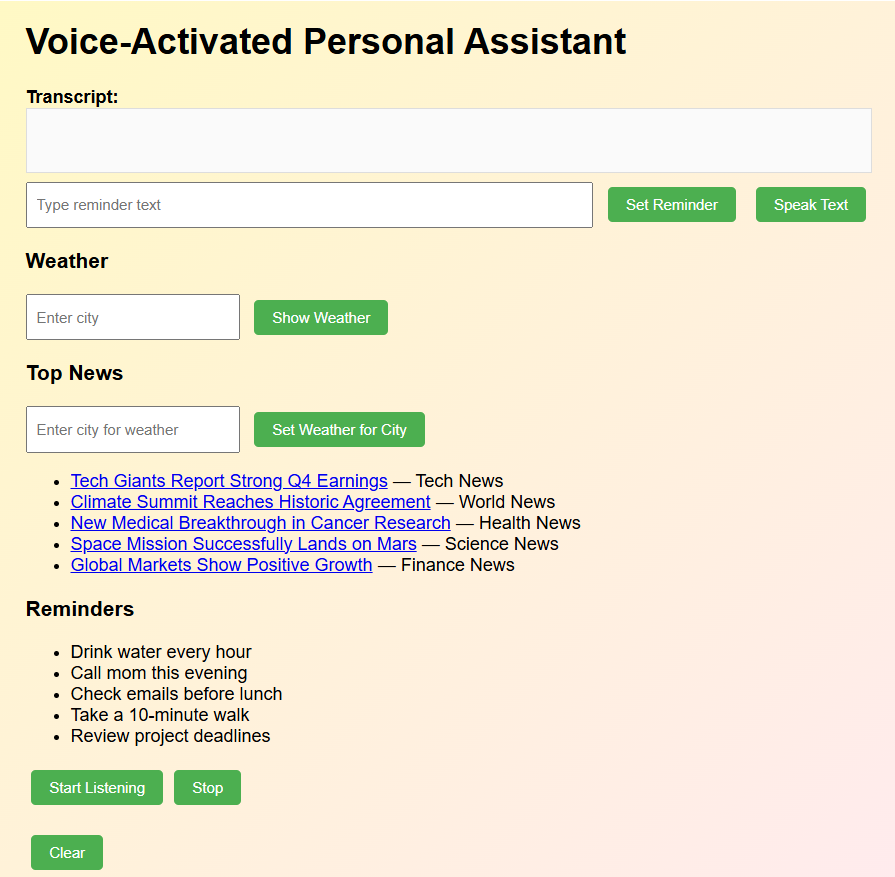 Voice-Activated Personal Assistant
Transcript:
Type reminder text
Set Reminder
Speak Text
Weather
Enter city
Show Weather
Top News
Enter city for weather
Set Weather for City
Tech Giants Report Strong Q4 Earnings — Tech News
Climate Summit Reaches Historic Agreement — World News
New Medical Breakthrough in Cancer Research — Health News
Space Mission Successfully Lands on Mars — Science News
Global Markets Show Positive Growth — Finance News
Reminders
Drink water every hour
Call mom this evening
Check emails before lunch
Take a 10-minute walk
Review project deadlines
Start Listening
Stop
Clear